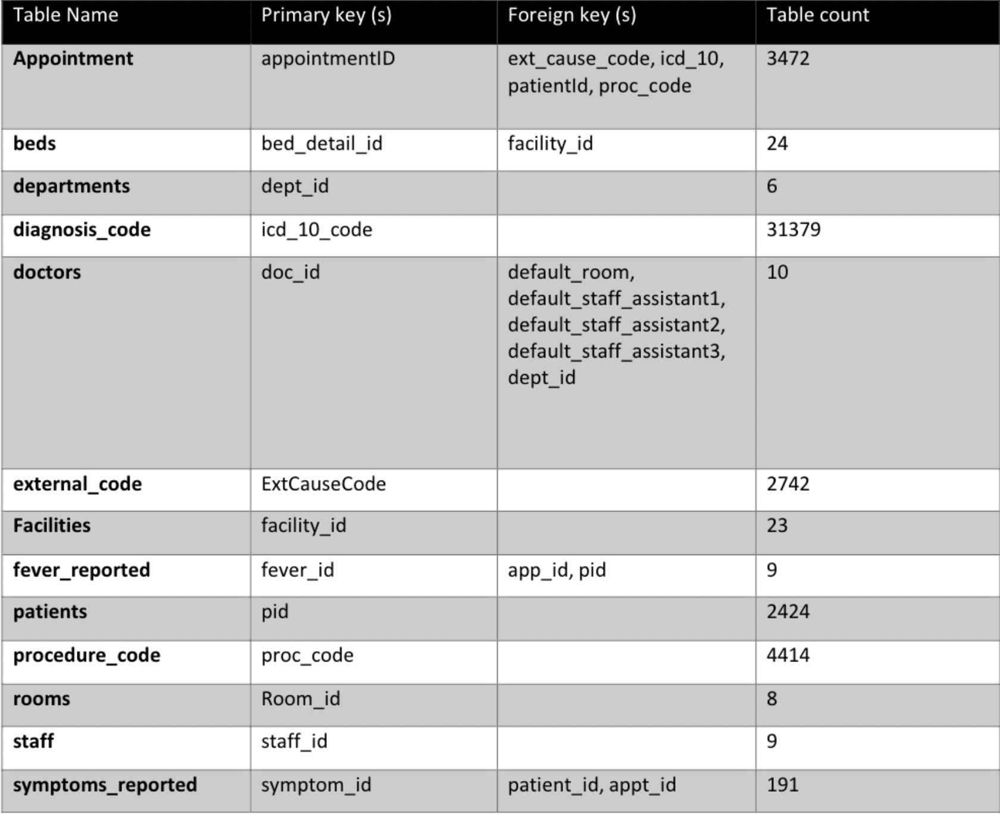 Table Name Primary key (s) Foreign key (s) Table count
Appointment appointmentID ext_cause_code, icd_10, 3472
patientId, proc_code
beds bed_detail_id facility_id 24
departments dept_id 6
diagnosis_code icd_10_code 31379
doctors doc_id default_room, 10
default_staff_assistant1,
default_staff_assistant2,
default_staff_assistant3,
dept_id
external_code ExtCauseCode 2742
Facilities facility_id 23
fever_reported fever_id app_id, pid 9
patients pid 2424
procedure_code proc_code 4414
rooms Room_id 8
staff staff_id 9
symptoms_reported symptom_id patient_id, appt_id 191